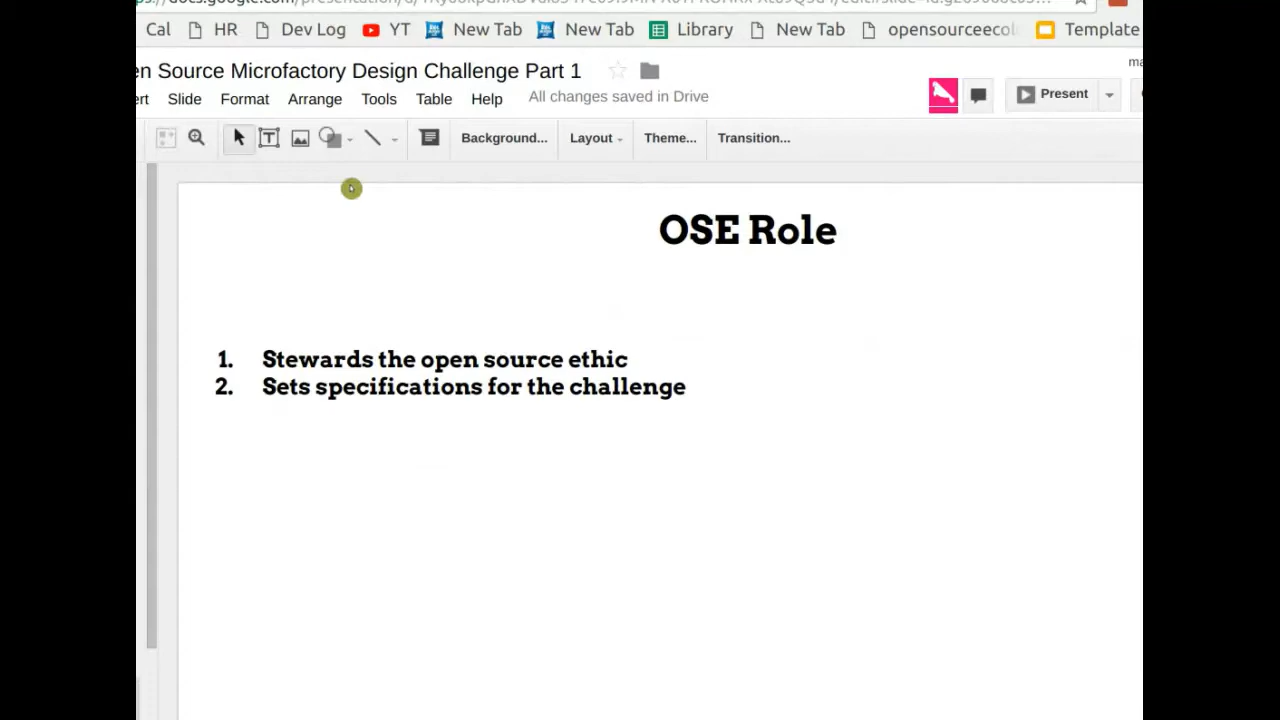 Cal HR Dev Log YT New Tab New Tab Library New Tab Template
en Source Microfactory Design Challenge Part 1
Slide Format Arrange Tools Table Help All changes saved in Drive
Present
Background... Layout Theme... Transition...
OSE Role
1. Stewards the open source ethic
2. Sets specifications for the challenge